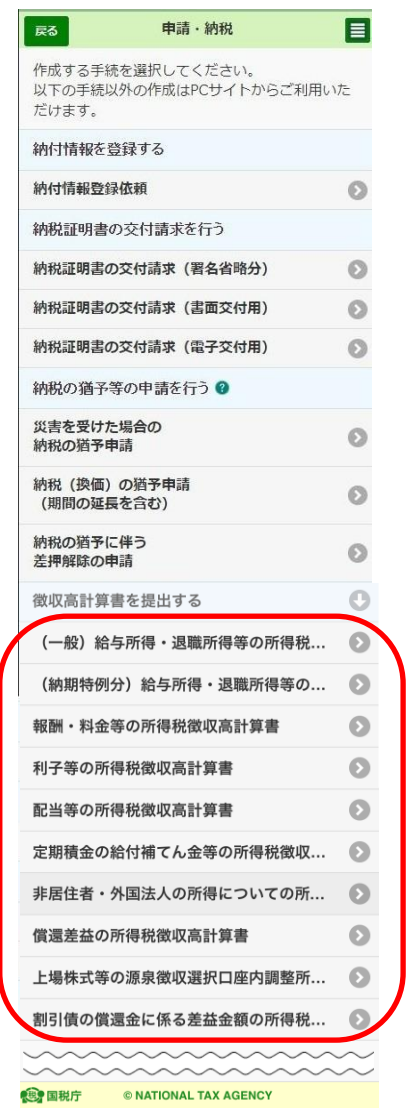 戻る
申請・納税
作成する手続を選択してください。
以下の手続以外の作成はPCサイトからご利用いた
だけます。
納付情報を登録する
納付情報登録依頼
納税証明書の交付請求を行う
納税証明書の交付請求（署名省略分）
納税証明書の交付請求（書面交付用）
納税証明書の交付請求（電子交付用）
納税の猶予等の申請を行う ?
災害を受けた場合の
納税の猶予申請
納税（換価）の猶予申請
（期間の延長を含む）
納税の猶予に伴う
差押解除の申請
徴収高計算書を提出する
（一般）給与所得・退職所得等の所得税...
（納期特例分）給与所得・退職所得等の...
報酬・料金等の所得税徴収高計算書
利子等の所得税徴収高計算書
配当等の所得税徴収高計算書
定期積金の給付補てん金等の所得税徴収...
非居住者・外国法人の所得についての所...
償還差益の所得税徴収高計算書
上場株式等の源泉徴収選択口座内調整所...
割引債の償還金に係る差益金額の所得税...
税 国税庁 © NATIONAL TAX AGENCY